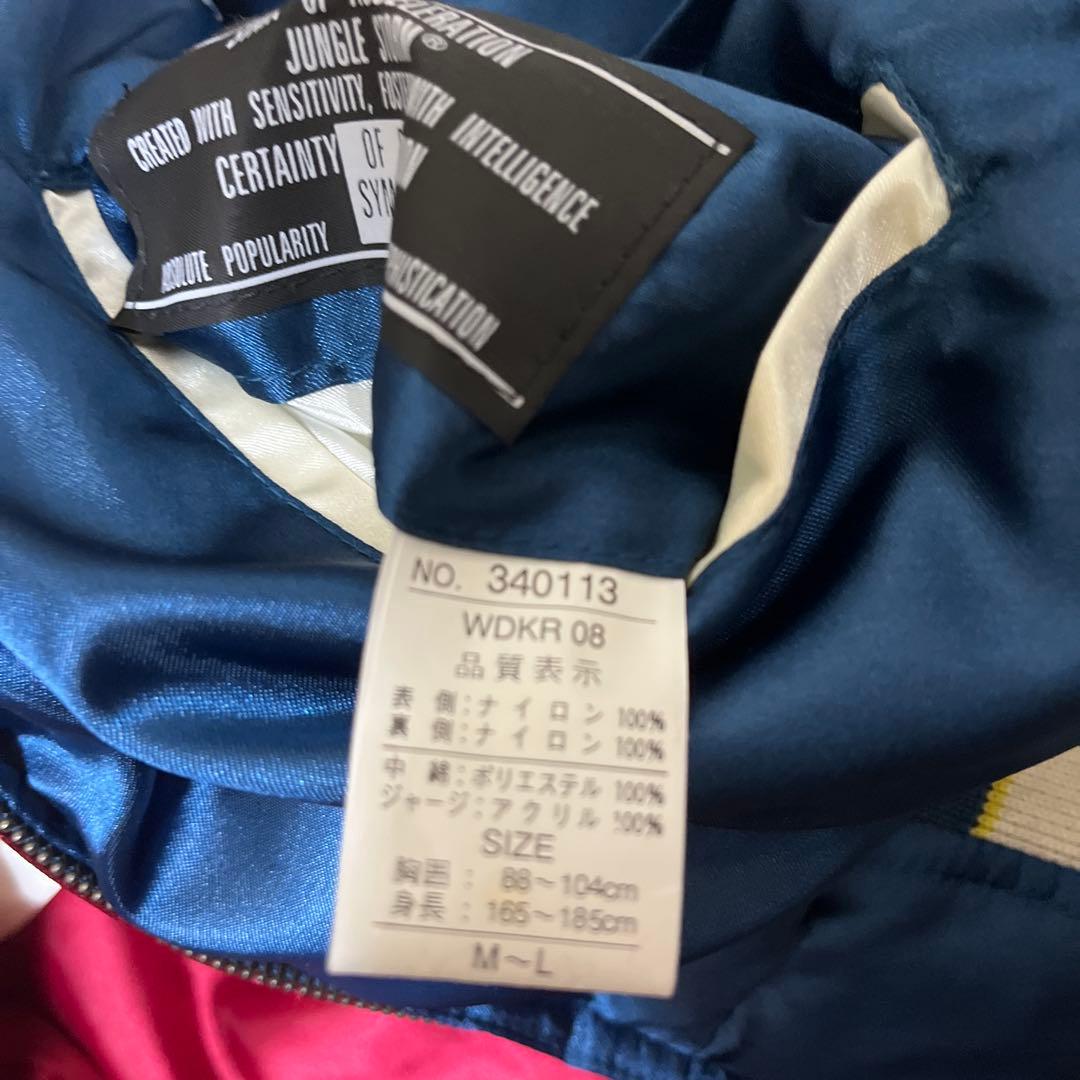 JUNGLE STORM®
CREATED WITH SENSITIVITY, WITH INTELLIGENCE
CERTAINTY OF
ABSOLUTE POPULARITY
NO. 340113
WDKR 08
品質表示
表側:ナイロン 100%
裏側:ナイロン 100%
中綿:ポリエステル 100%
ジャージ:アクリル 100%
SIZE
胸囲: 88～104cm
身長: 165～185cm
M～L